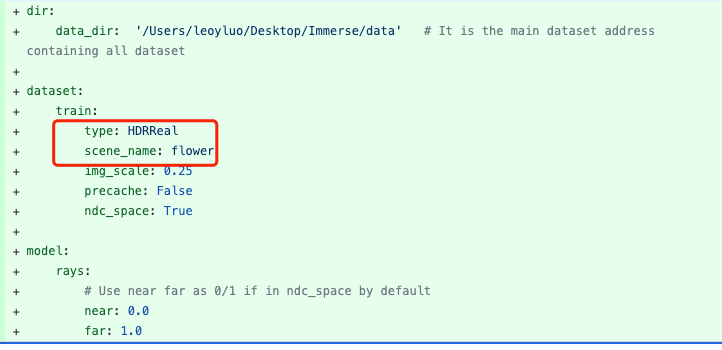 + dir:
+     data_dir:  '/Users/leoyluo/Desktop/Immerse/data'   # It is the main dataset address
containing all dataset
+
+ dataset:
+     train:
+         type: HDRReal
+         scene_name: flower
+         img_scale: 0.25
+         precache: False
+         ndc_space: True
+
+ model:
+     rays:
+         # Use near far as 0/1 if in ndc_space by default
+         near: 0.0
+         far: 1.0